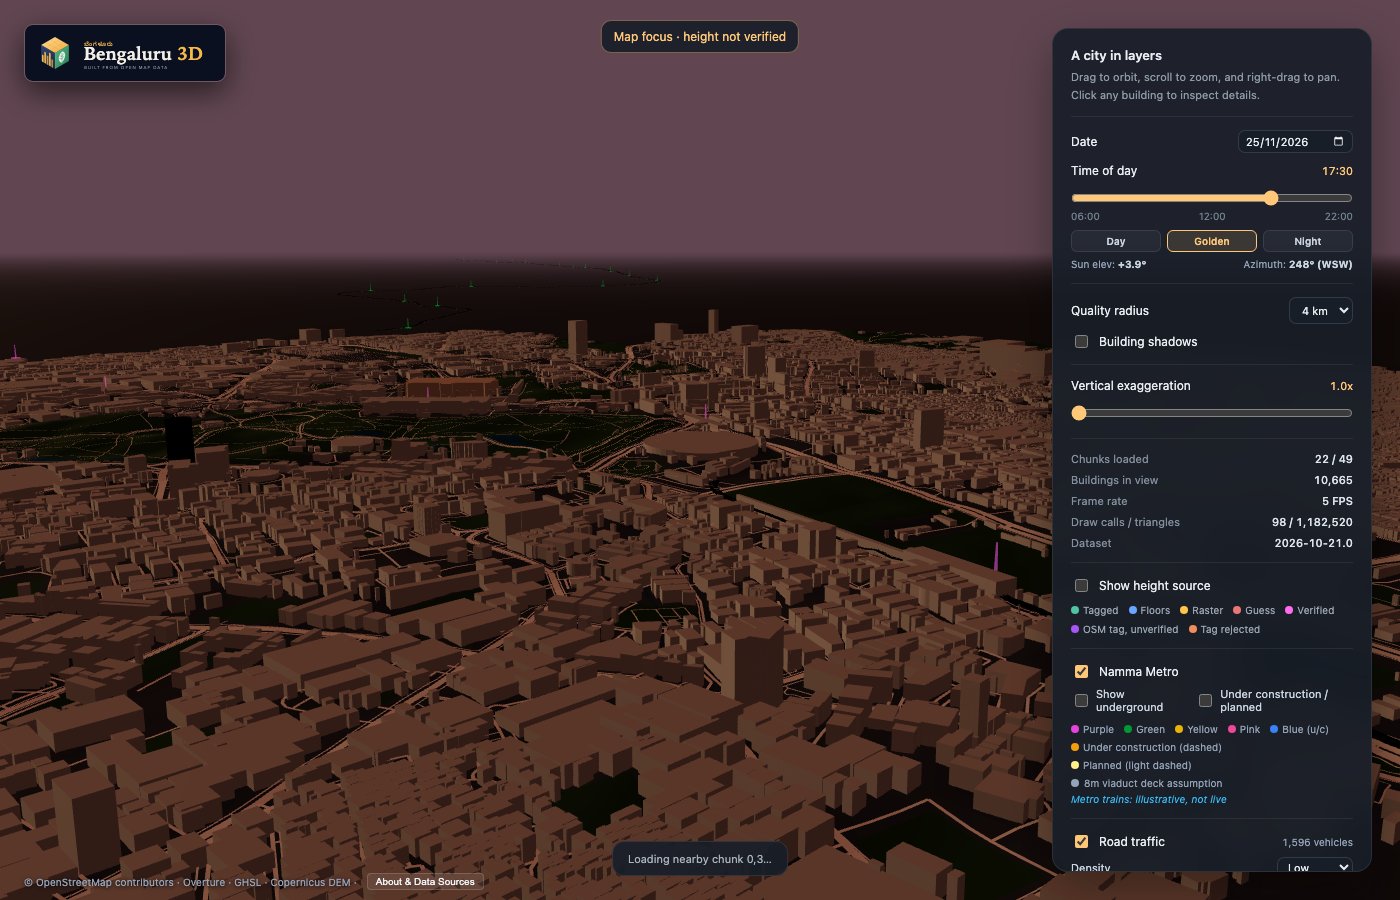 Bengaluru 3D
BUILT FROM OPEN MAP DATA
Map focus · height not verified
A city in layers
Drag to orbit, scroll to zoom, and right-drag to pan.
Click any building to inspect details.
Date 25/11/2026
Time of day 17:30
06:00 12:00 22:00
Day Golden Night
Sun elev: +3.9° Azimuth: 248° (WSW)
Quality radius 4 km
Building shadows
Vertical exaggeration 1.0x
Chunks loaded 22 / 49
Buildings in view 10,665
Frame rate 5 FPS
Draw calls / triangles 98 / 1,182,520
Dataset 2026-10-21.0
Show height source
Tagged Floors Raster Guess Verified
OSM tag, unverified Tag rejected
Namma Metro
Show underground
Under construction / planned
Purple Green Yellow Pink Blue (u/c)
Under construction (dashed)
Planned (light dashed)
8m viaduct deck assumption
Metro trains: illustrative, not live
Road traffic 1,596 vehicles
Density Low
Loading nearby chunk 0,3...
© OpenStreetMap contributors · Overture · GHSL · Copernicus DEM · About & Data Sources